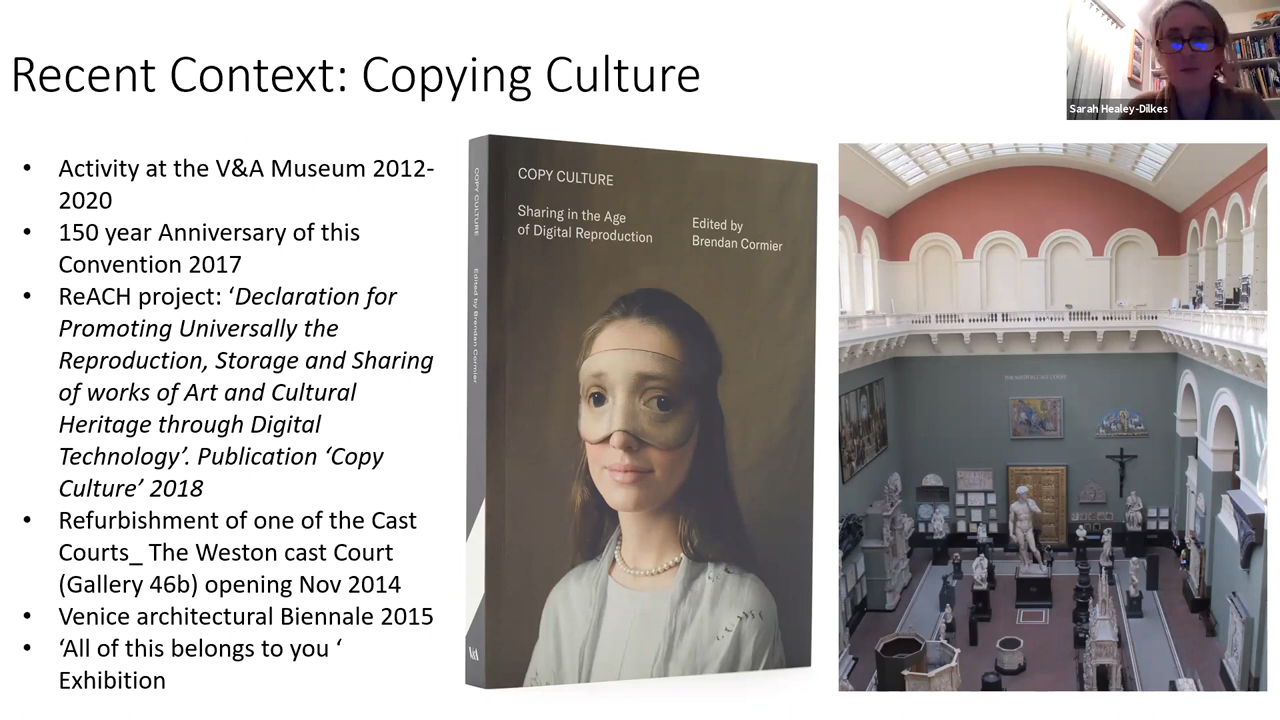 Recent Context: Copying Culture
Sarah Healey-Dilkes
• Activity at the V&A Museum 2012-
2020
• 150 year Anniversary of this
Convention 2017
• ReACH project: ‘Declaration for
Promoting Universally the
Reproduction, Storage and Sharing
of works of Art and Cultural
Heritage through Digital
Technology’. Publication ‘Copy
Culture’ 2018
• Refurbishment of one of the Cast
Courts_ The Weston cast Court
(Gallery 46b) opening Nov 2014
• Venice architectural Biennale 2015
• ‘All of this belongs to you ‘
Exhibition
COPY CULTURE
Edited by Brendan Cormier
COPY CULTURE
Sharing in the Age
of Digital Reproduction
Edited by
Brendan Cormier